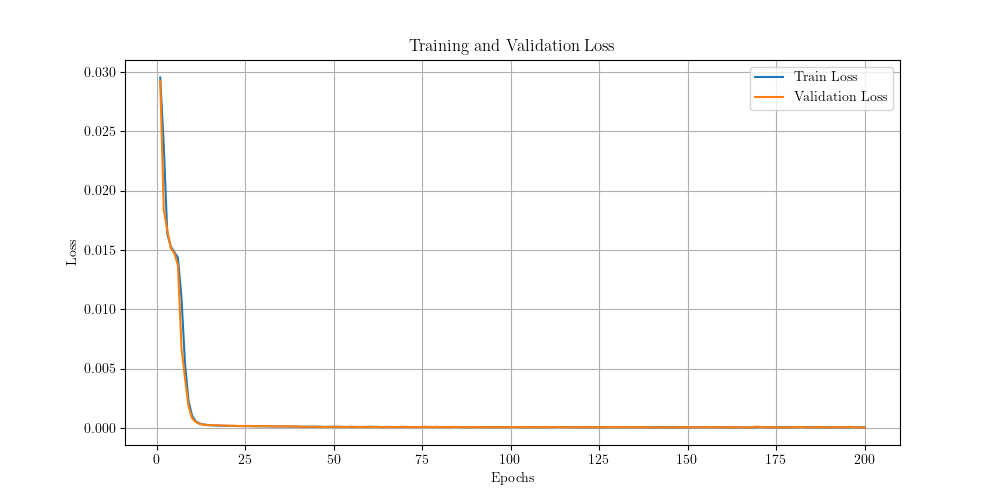 Training and Validation Loss
Train Loss
Validation Loss
Loss
0.030
0.025
0.020
0.015
0.010
0.005
0.000
0 25 50 75 100 125 150 175 200
Epochs